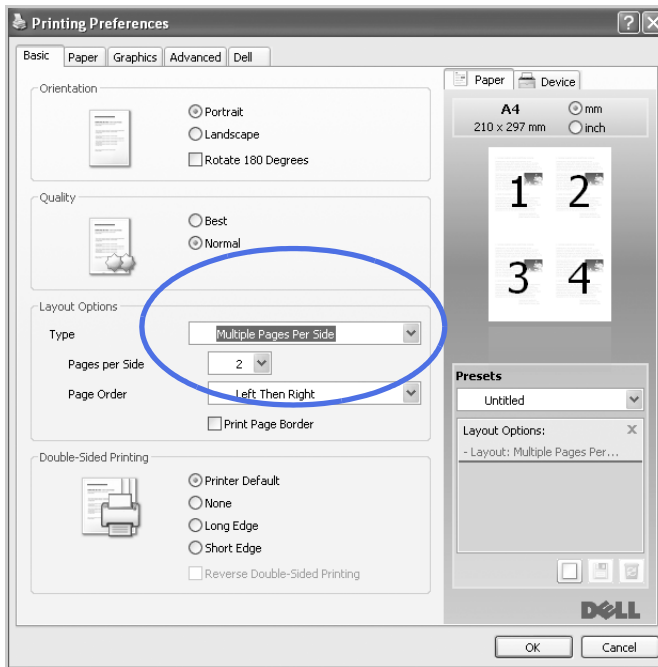 Printing Preferences
Basic Paper Graphics Advanced Dell
Orientation
Portrait
Landscape
Rotate 180 Degrees
Quality
Best
Normal
Layout Options
Type Multiple Pages Per Side
Pages per Side 2
Page Order Left Then Right
Print Page Border
Double-Sided Printing
Printer Default
None
Long Edge
Short Edge
Reverse Double-Sided Printing
Paper Device
A4 mm
210 x 297 mm inch
1 2
3 4
Presets
Untitled
Layout Options:
- Layout: Multiple Pages Per...
DELL
OK Cancel